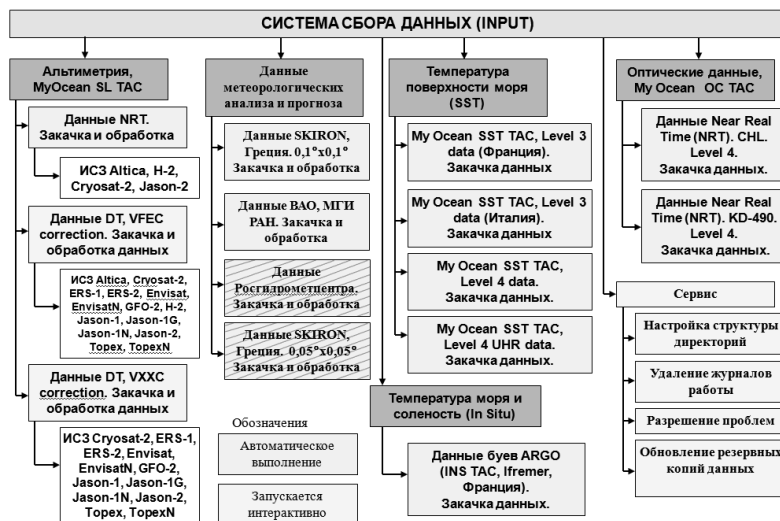 СИСТЕМА СБОРА ДАННЫХ (INPUT)
Альтиметрия,
MyOcean SL TAC
Данные NRT.
Закачка и обработка
ИСЗ Altica, H-2,
Cryosat-2, Jason-2
Данные DT, VFEC
correction. Закачка и
обработка данных
ИСЗ Altica, Cryosat-2,
ERS-1, ERS-2, Envisat,
EnvisatN, GFO-2, H-2,
Jason-1, Jason-1G,
Jason-1N, Jason-2,
Topex, TopexN
Данные DT, VXXC
correction. Закачка и
обработка данных
ИСЗ Cryosat-2, ERS-1,
ERS-2, Envisat,
EnvisatN, GFO-2,
Jason-1, Jason-1G,
Jason-1N, Jason-2,
Topex, TopexN
Данные
метеорологических
анализа и прогноза
Данные SKIRON,
Греция. 0,1°x0,1°
Закачка и обработка
Данные ВАО, МГИ
РАН. Закачка и
обработка
Данные
Росгидрометцентра.
Закачка и обработка
Данные SKIRON,
Греция. 0,05°x0,05°
Закачка и обработка
Обозначения
Автоматическое
выполнение
Запускается
интерактивно
Температура
поверхности моря
(SST)
My Ocean SST TAC, Level 3
data (Франция).
Закачка данных
My Ocean SST TAC, Level 3
data (Италия).
Закачка данных
My Ocean SST TAC,
Level 4 data.
Закачка данных.
My Ocean SST TAC,
Level 4 UHR data.
Закачка данных.
Температура моря и
соленость (In Situ)
Данные буев ARGO
(INS TAC, Ifremer,
Франция).
Закачка данных.
Оптические данные,
My Ocean OC TAC
Данные Near Real
Time (NRT). CHL.
Level 4.
Закачка данных.
Данные Near Real
Time (NRT). KD-490.
Level 4.
Закачка данных.
Сервис
Настройка структуры
директорий
Удаление журналов
работы
Разрешение проблем
Обновление резервных
копий данных